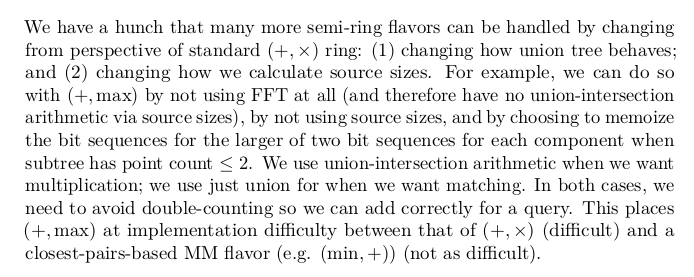 We have a hunch that many more semi-ring flavors can be handled by changing
from perspective of standard (+, ×) ring: (1) changing how union tree behaves;
and (2) changing how we calculate source sizes. For example, we can do so
with (+, max) by not using FFT at all (and therefore have no union-intersection
arithmetic via source sizes), by not using source sizes, and by choosing to memoize
the bit sequences for the larger of two bit sequences for each component when
subtree has point count ≤ 2. We use union-intersection arithmetic when we want
multiplication; we use just union for when we want matching. In both cases, we
need to avoid double-counting so we can add correctly for a query. This places
(+, max) at implementation difficulty between that of (+, ×) (difficult) and a
closest-pairs-based MM flavor (e.g. (min, +)) (not as difficult).